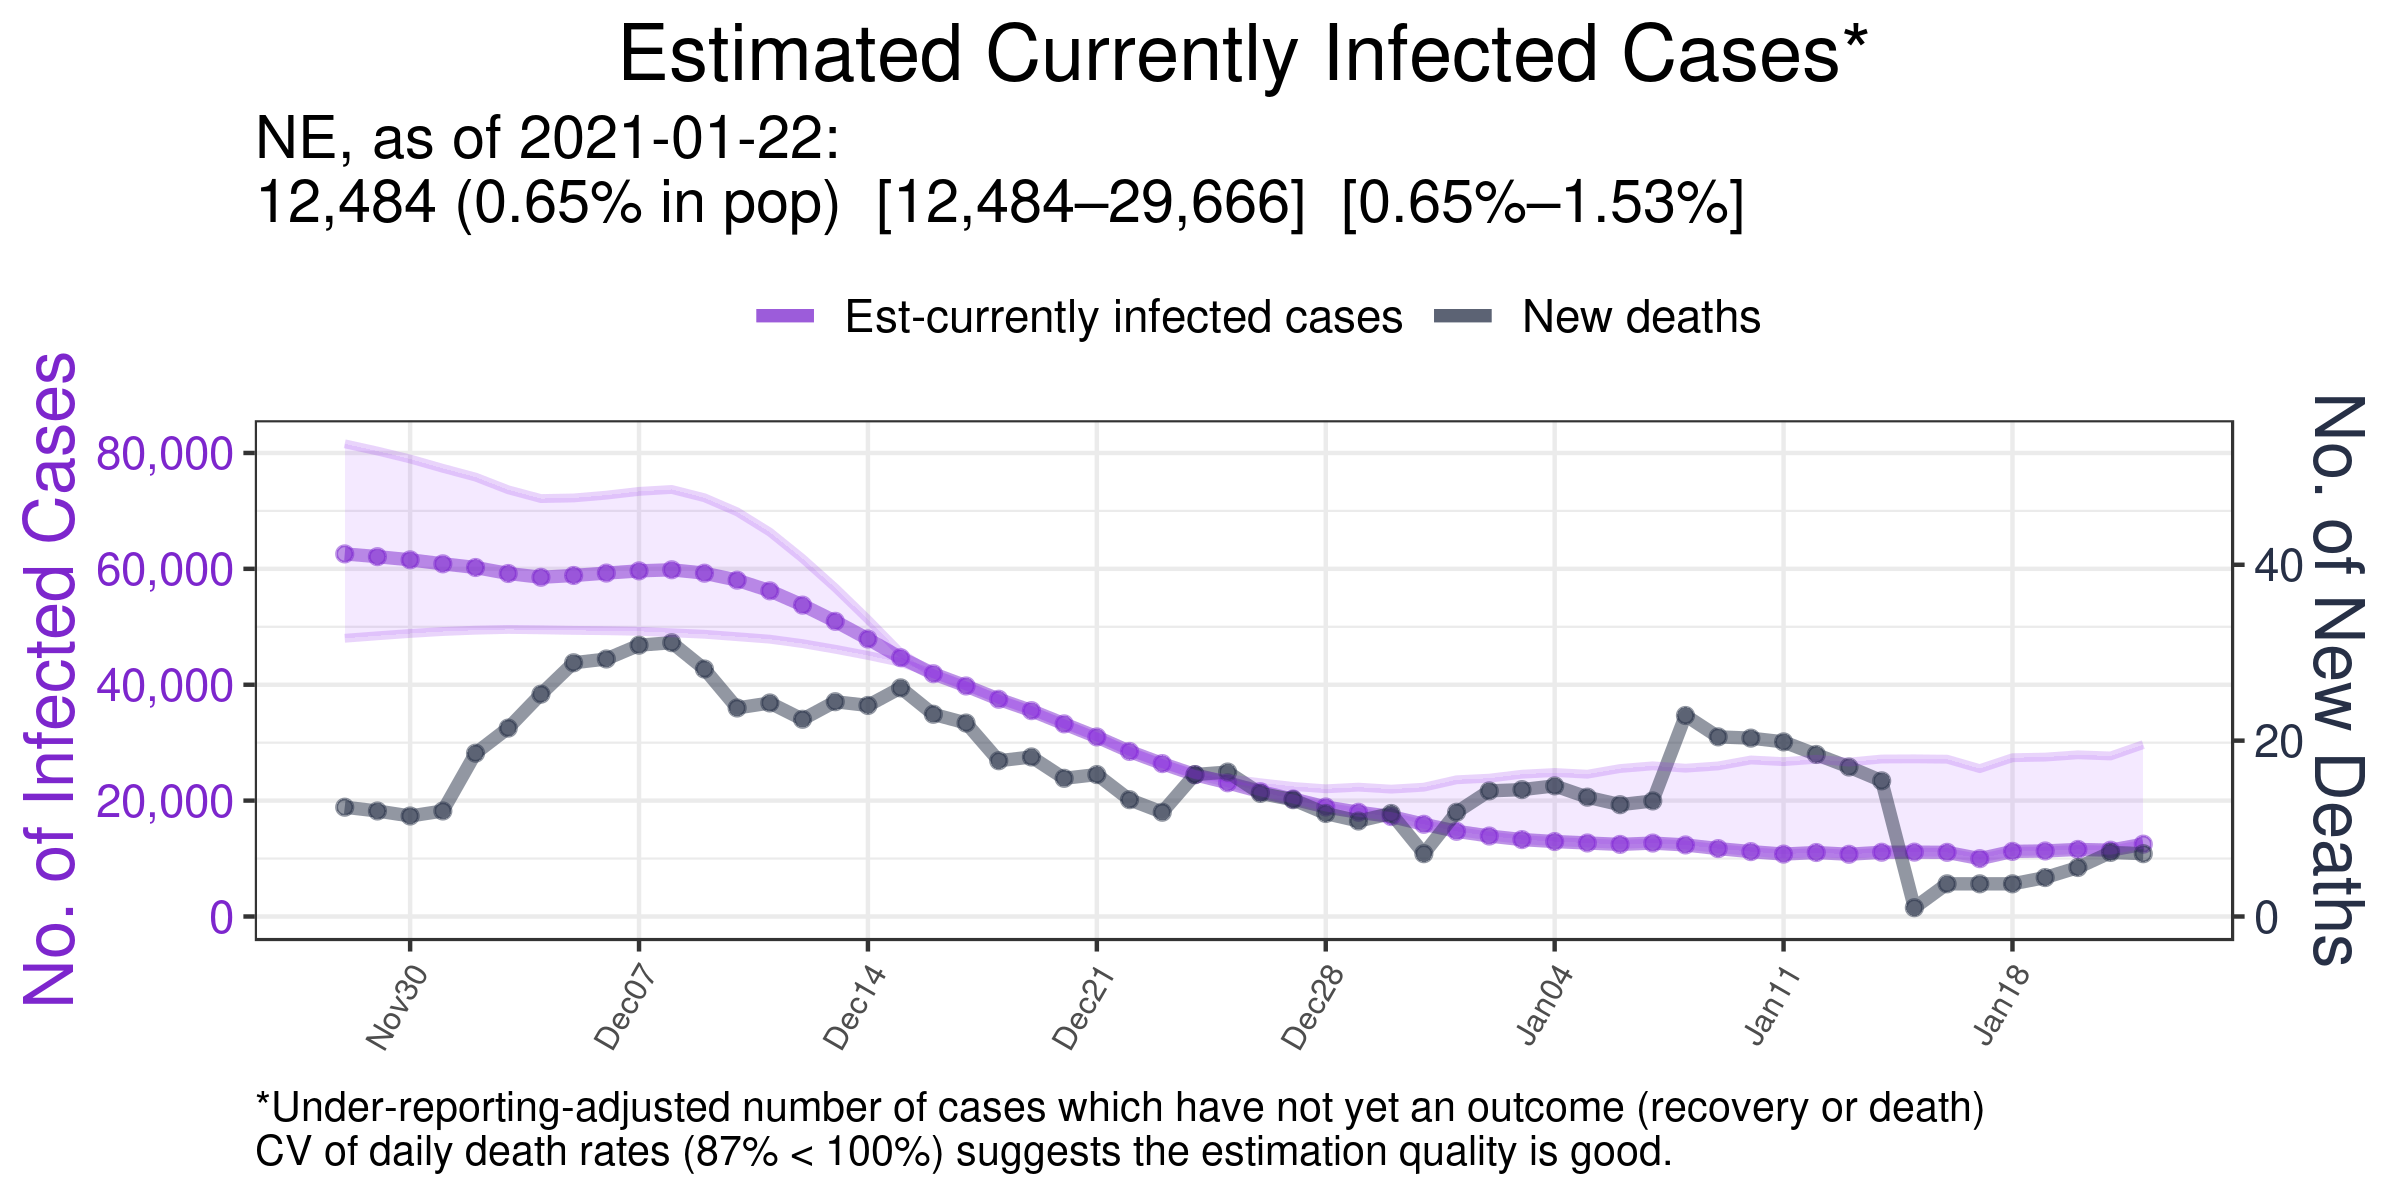 Estimated Currently Infected Cases*
NE, as of 2021-01-22:
12,484 (0.65% in pop)  [12,484–29,666]  [0.65%–1.53%]
Est-currently infected cases
New deaths
No. of Infected Cases
80,000
60,000
40,000
20,000
0
No. of New Deaths
40
20
0
Nov30
Dec07
Dec14
Dec21
Dec28
Jan04
Jan11
Jan18
*Under-reporting-adjusted number of cases which have not yet an outcome (recovery or death)
CV of daily death rates (87% < 100%) suggests the estimation quality is good.